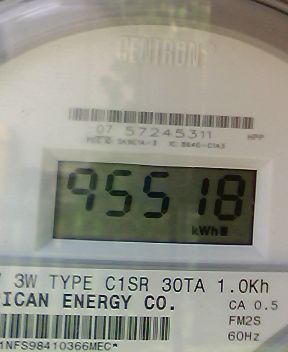 CENTRON®
07 57245311
95518
kWh
3W TYPE C1SR 30TA 1.0Kh
RICAN ENERGY CO.
CA 0.5
FM2S
60Hz
1NFS98410366MEC*